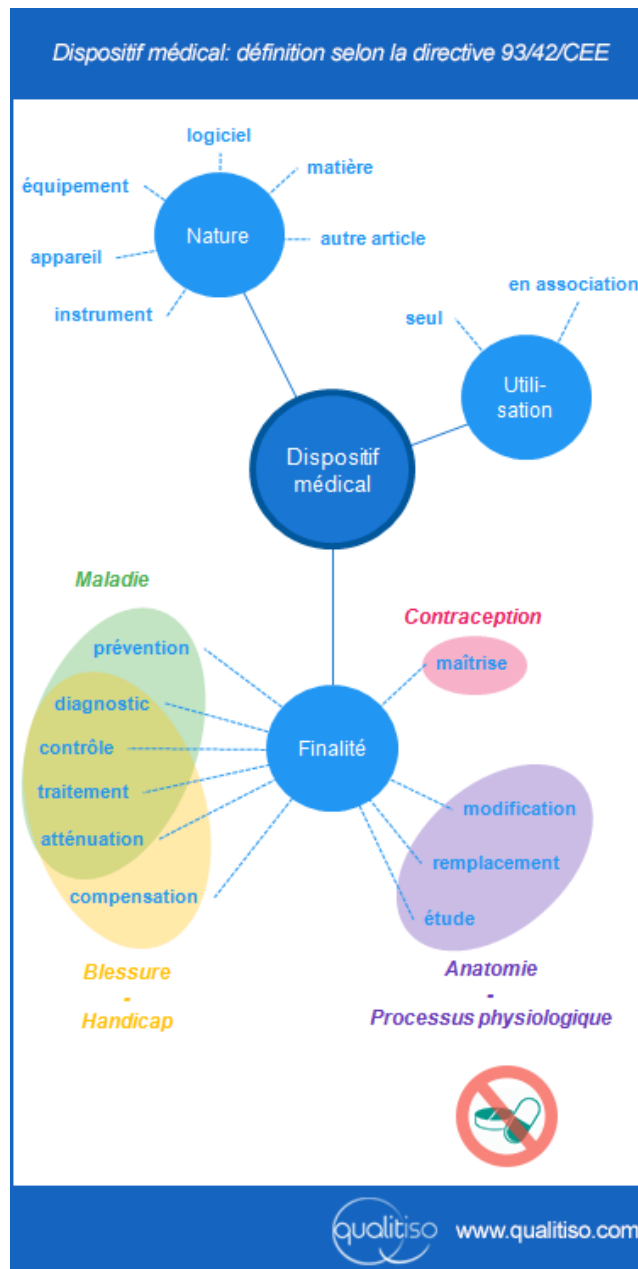 Dispositif médical: définition selon la directive 93/42/CEE
logiciel
matière
équipement
Nature
autre article
appareil
instrument
en association
seul
Utili-
sation
Dispositif
médical
Maladie
Contraception
prévention
maîtrise
diagnostic
contrôle
Finalité
traitement
modification
atténuation
remplacement
compensation
étude
Blessure
-
Handicap
Anatomie
-
Processus physiologique
qualitiso
www.qualitiso.com